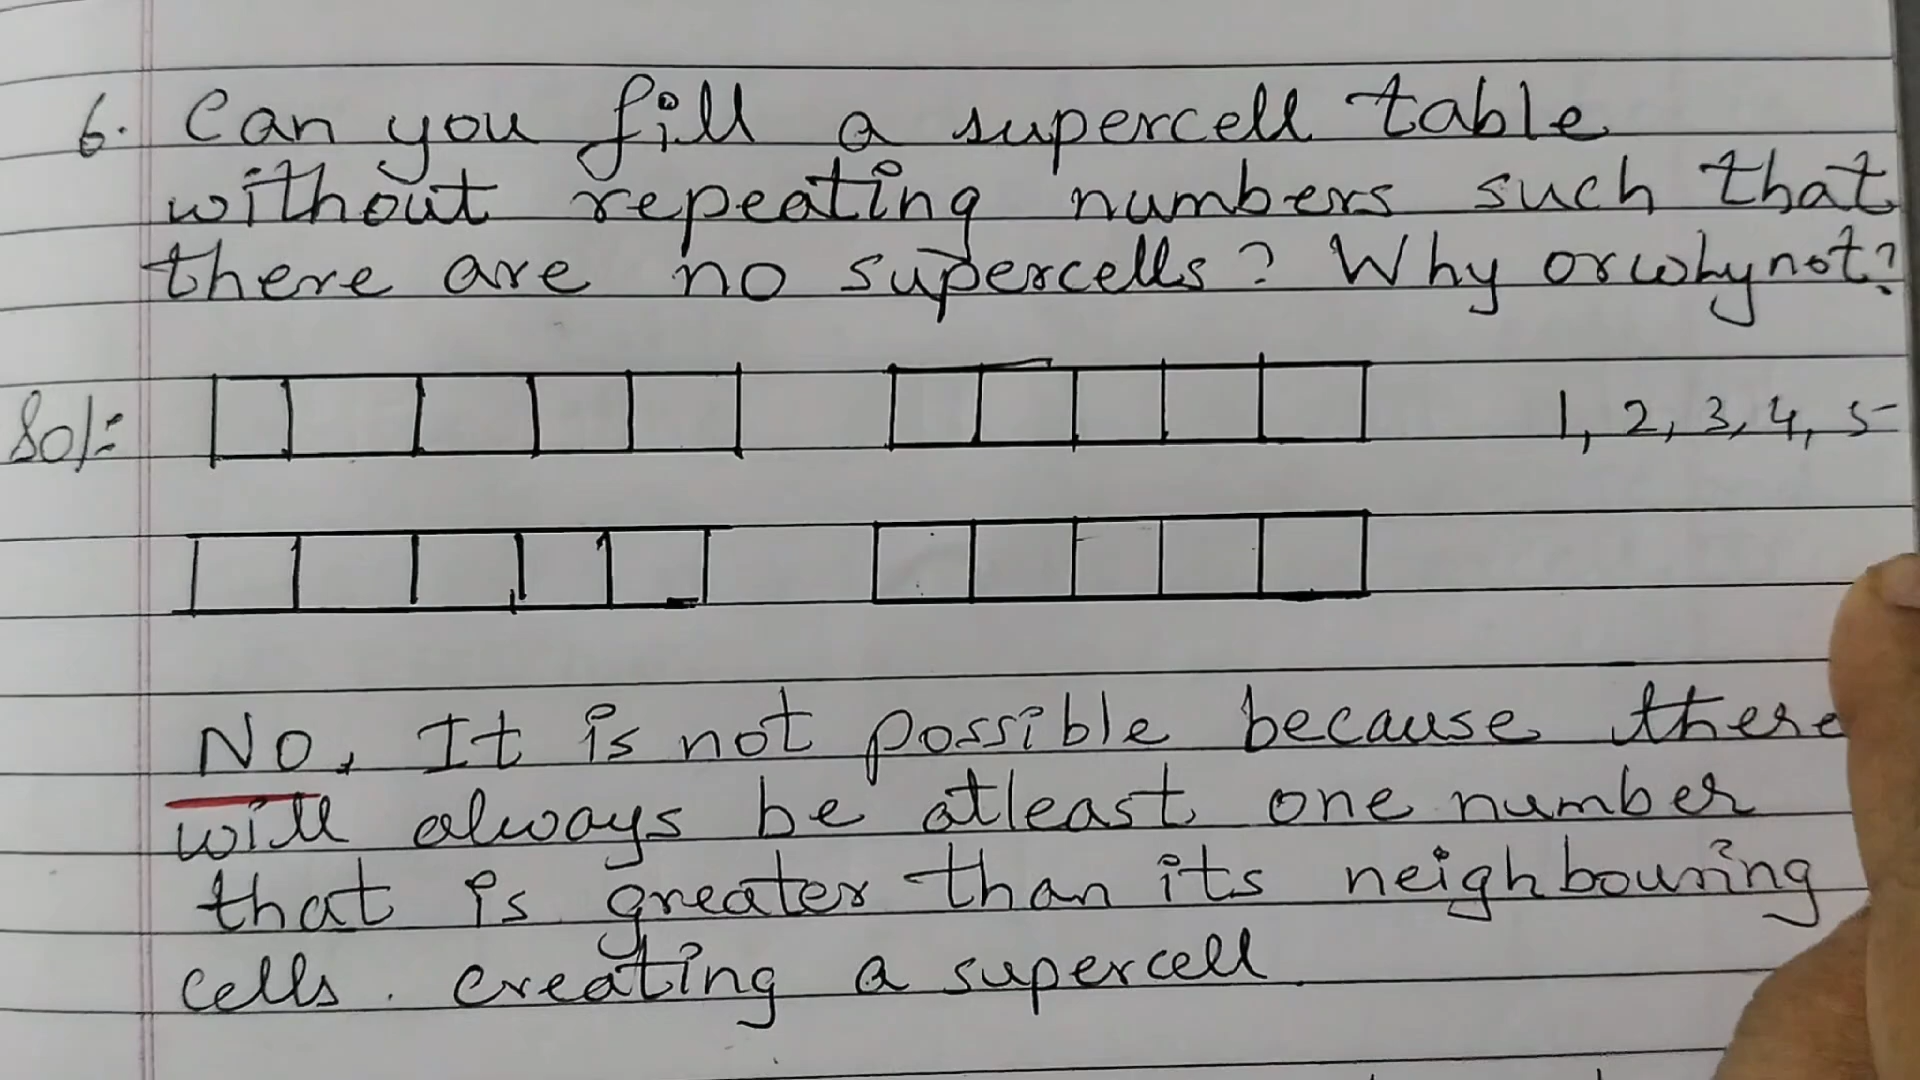 6. Can you fill a supercell table
without repeating numbers such that
there are no supercells? Why or why not?
Sol:
1, 2, 3, 4, 5
No, It is not possible because there
will always be atleast one number
that is greater than its neighbouring
cells. creating a supercell